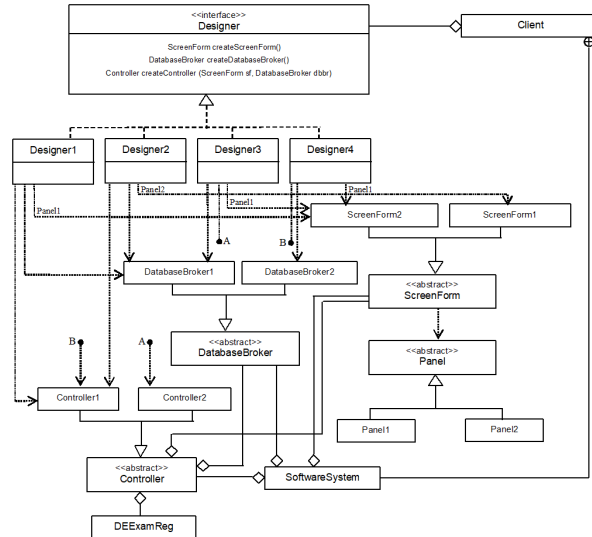 <<interface>>
Designer
Client
ScreenForm createScreenForm()
DatabaseBroker createDatabaseBroker()
Controller createController (ScreenForm sf, DatabaseBroker dbbr)
Designer1
Designer2
Designer3
Designer4
Panel2
Panel1
Panel1
Panel1
ScreenForm2
ScreenForm1
A
B
DatabaseBroker1
DatabaseBroker2
<<abstract>>
ScreenForm
<<abstract>>
DatabaseBroker
B
A
<<abstract>>
Panel
Controller1
Controller2
Panel1
Panel2
<<abstract>>
Controller
SoftwareSystem
DEExamReg